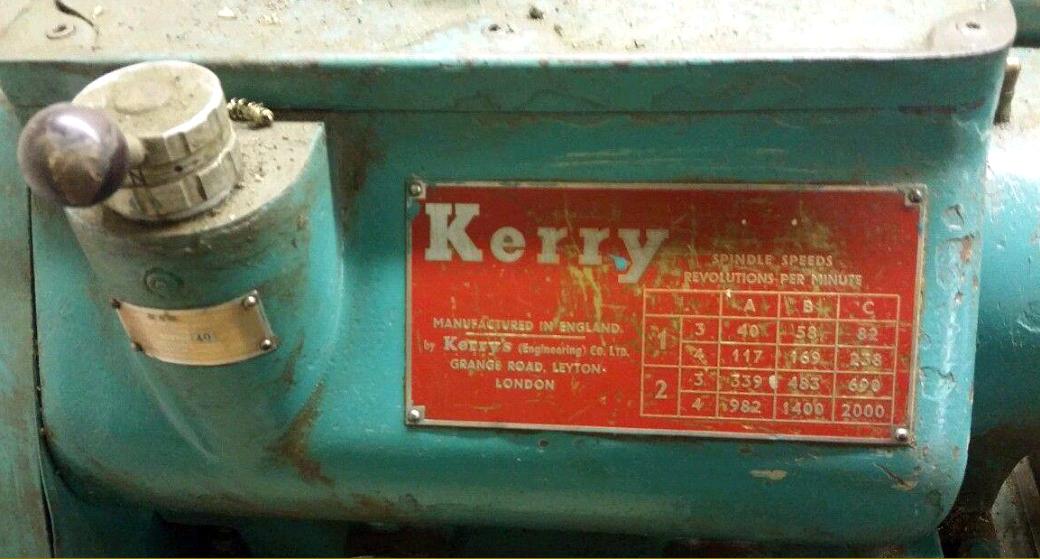 Kerry
SPINDLE SPEEDS
REVOLUTIONS PER MINUTE
MANUFACTURED IN ENGLAND.
by Kerry's (Engineering) Co. Ltd.
GRANGE ROAD, LEYTON.
LONDON
A B C
1 3 40 58 82
4 117 169 238
2 3 339 483 690
4 982 1400 2000
N